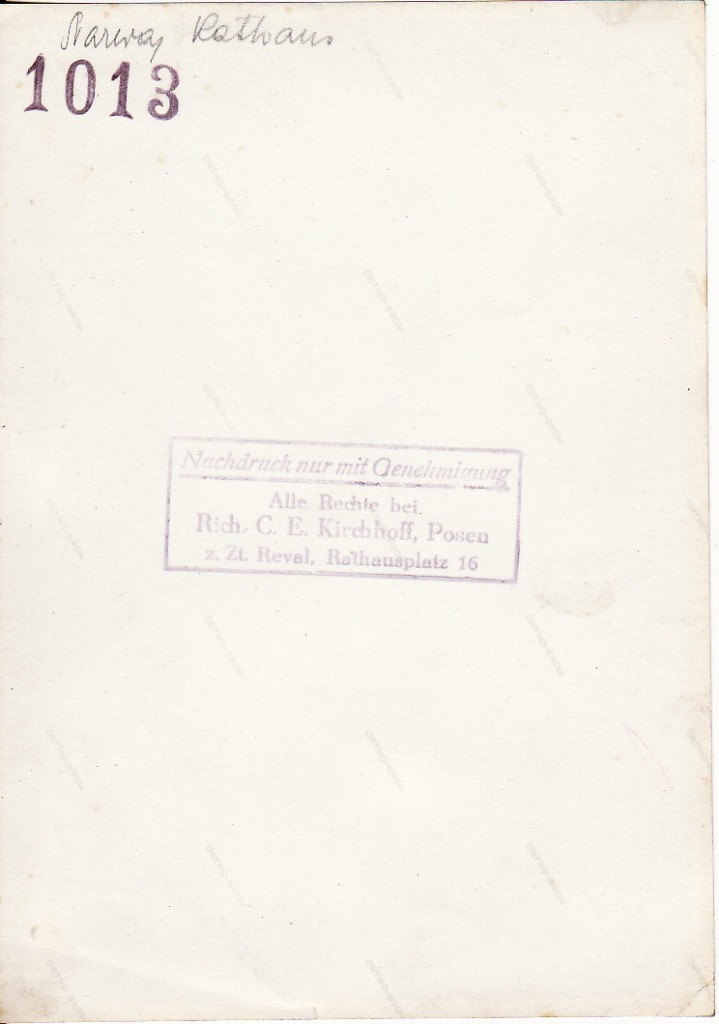 Narwa, Rathaus
1013
Nachdruck nur mit Genehmigung
Alle Rechte bei
Rich. C. E. Kirchhoff, Posen
z. Zt. Reval, Rathausplatz 16